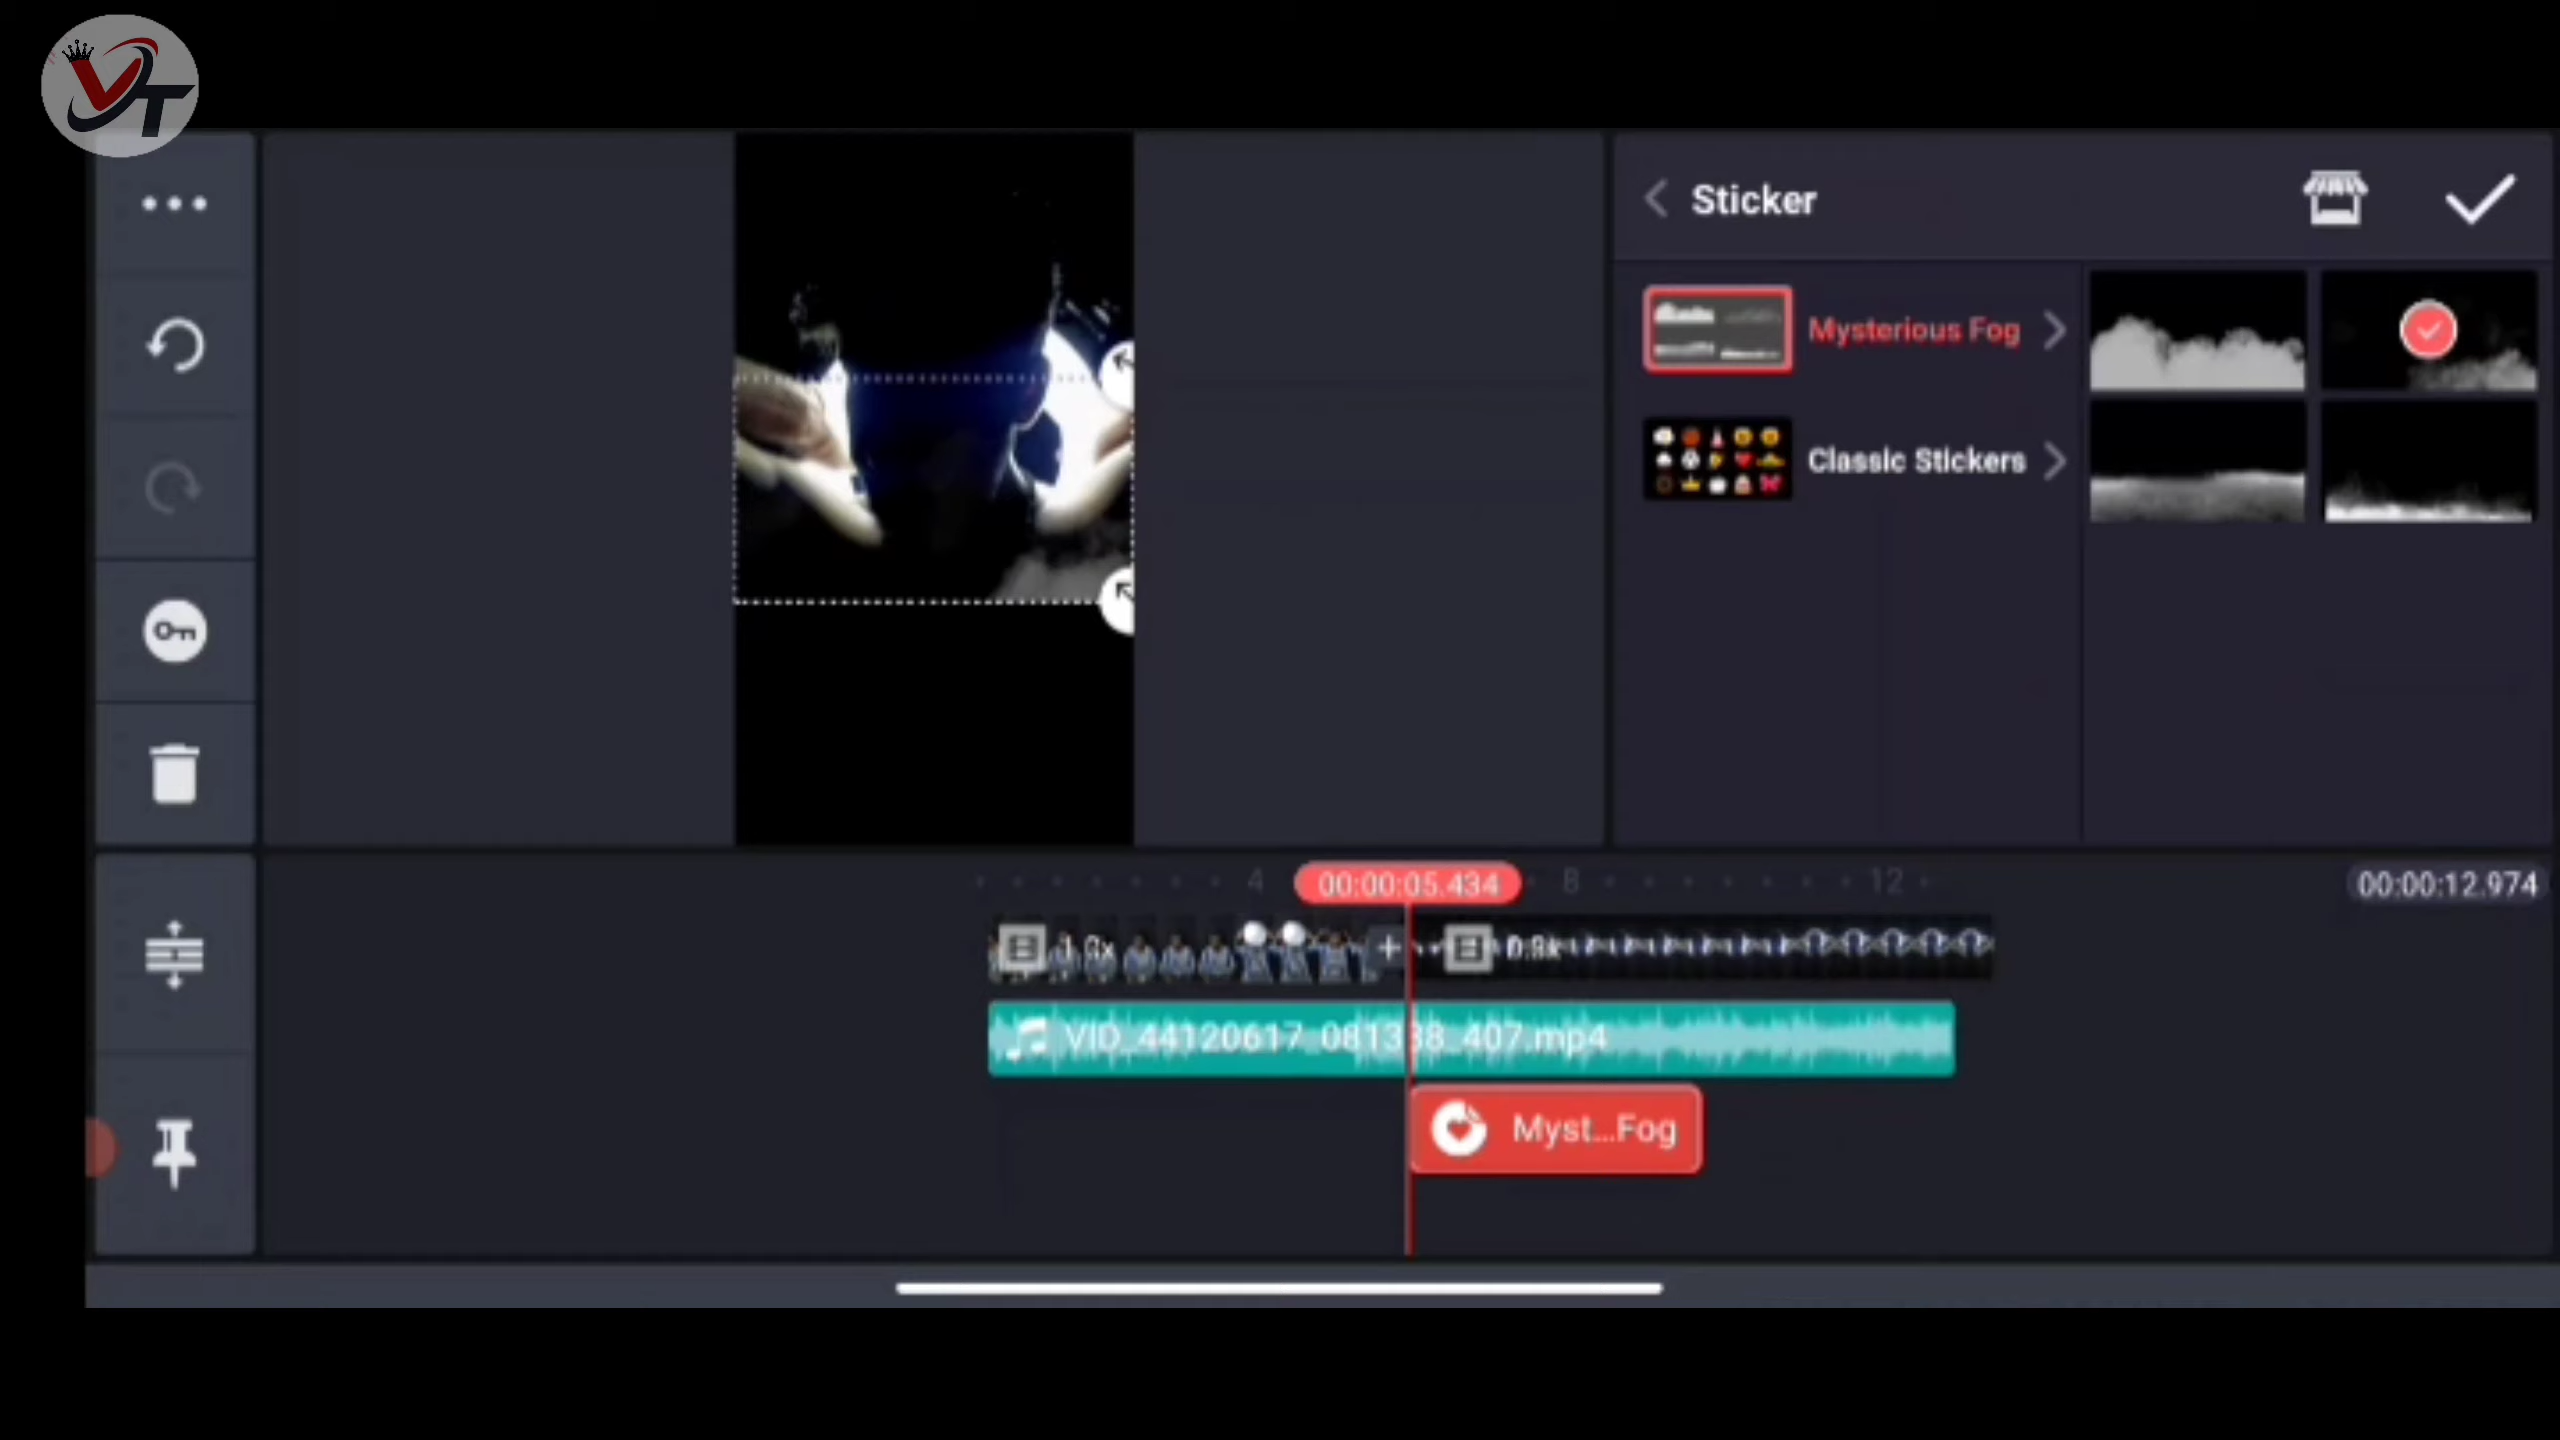 VT
Sticker
Mysterious Fog
Classic Stickers
4
00:00:05.434
8
12
00:00:12.974
VID_44120617_081338_407.mp4
Myst...Fog